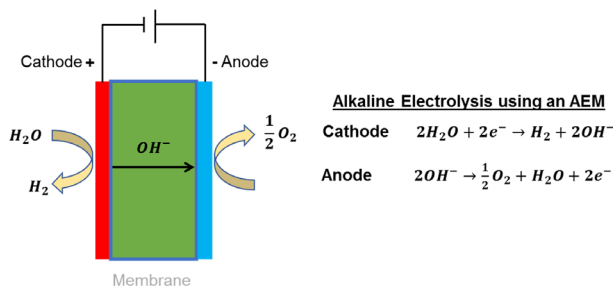 Cathode + - Anode
H₂O
OH⁻
½ O₂
H₂
Membrane
Alkaline Electrolysis using an AEM
Cathode 2H₂O + 2e⁻ → H₂ + 2OH⁻
Anode 2OH⁻ → ½ O₂ + H₂O + 2e⁻